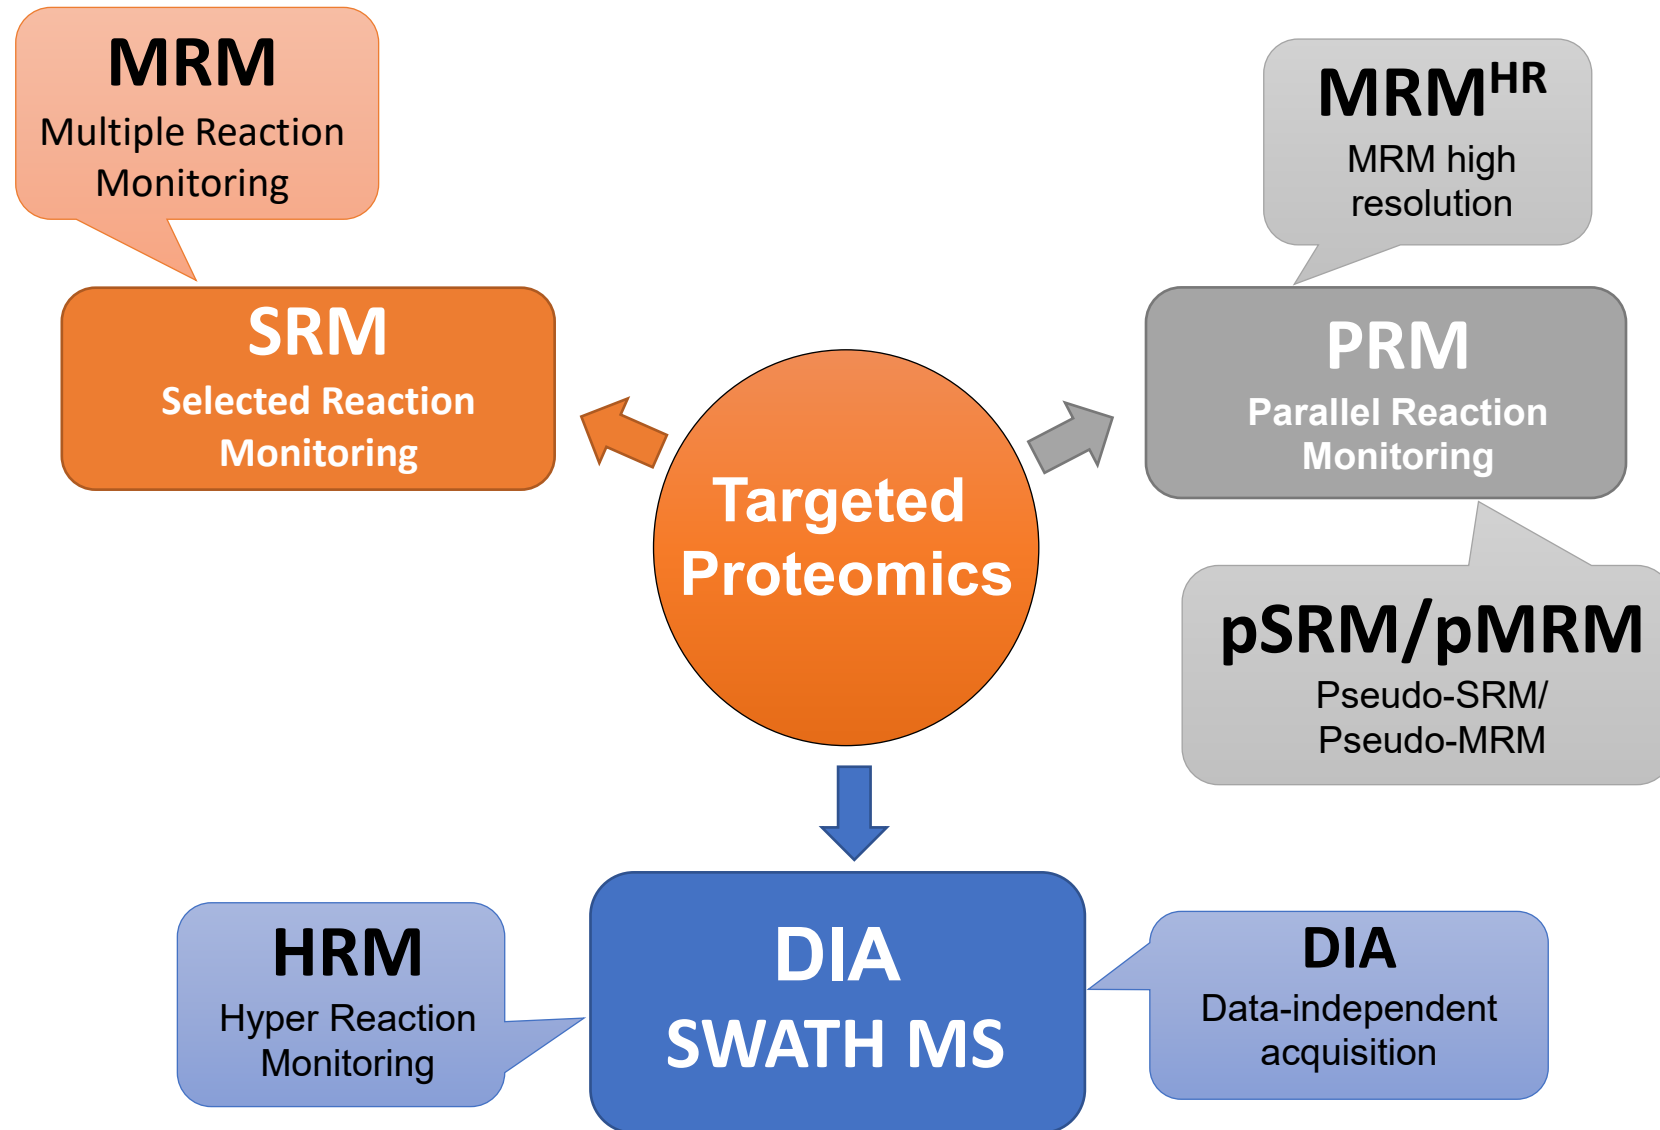 MRM
Multiple Reaction
Monitoring
SRM
Selected Reaction
Monitoring
MRMHR
MRM high
resolution
PRM
Parallel Reaction
Monitoring
pSRM/pMRM
Pseudo-SRM/
Pseudo-MRM
Targeted
Proteomics
HRM
Hyper Reaction
Monitoring
DIA
SWATH MS
DIA
Data-independent
acquisition